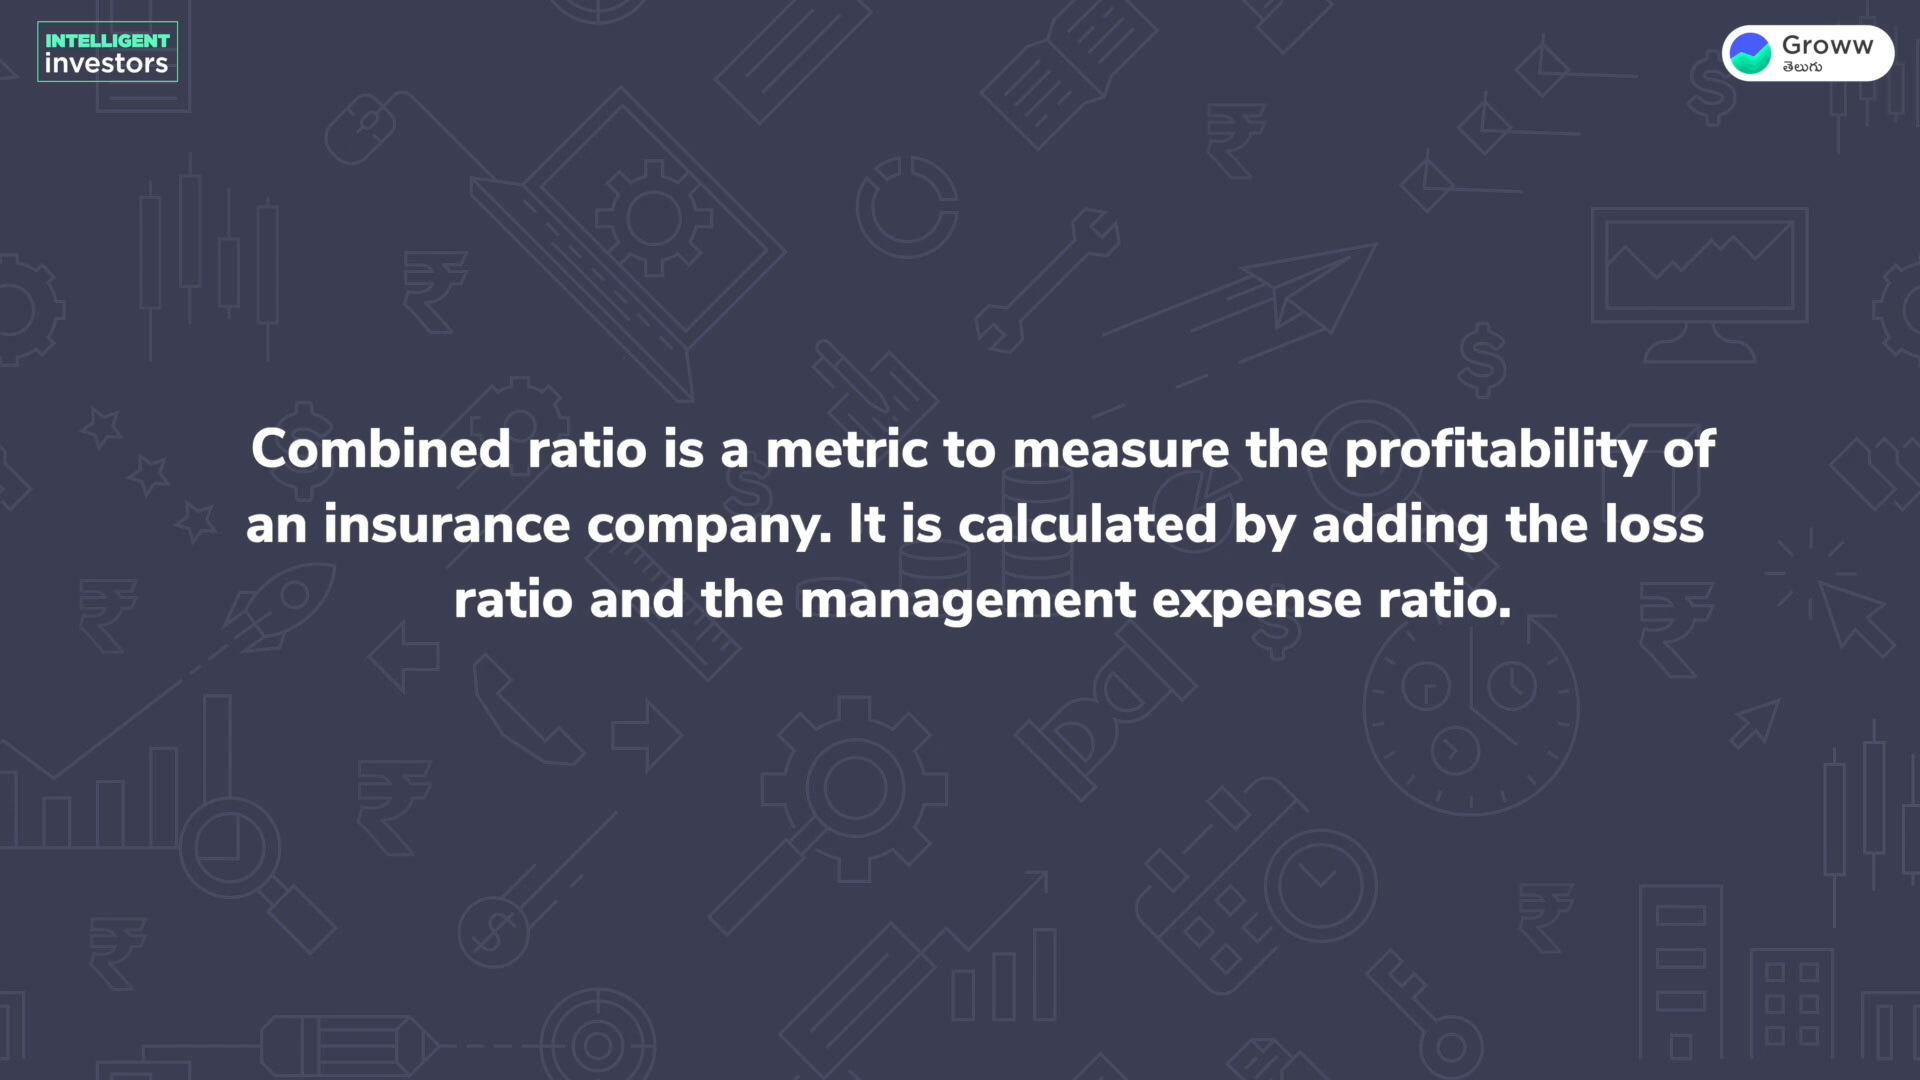 INTELLIGENT
investors
Groww
తెలుగు
Combined ratio is a metric to measure the profitability of
an insurance company. It is calculated by adding the loss
ratio and the management expense ratio.